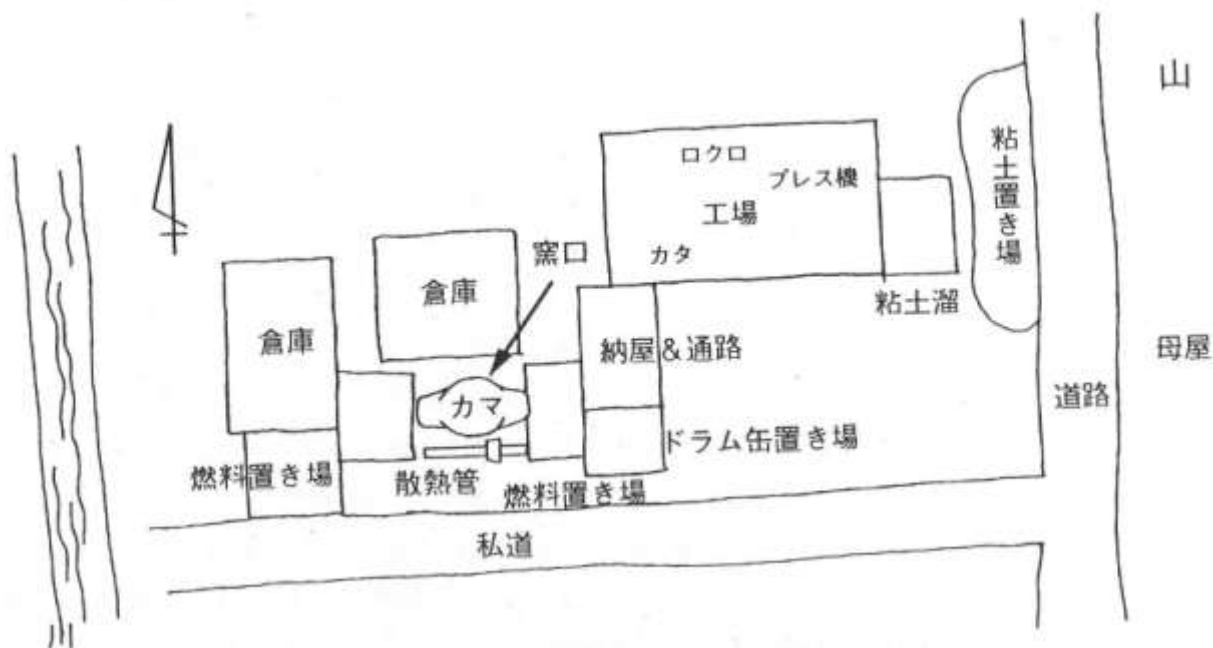 山
粘土置き場
ロクロ
プレス機
工場
カタ
窯口
倉庫
倉庫
粘土溜
納屋&通路
母屋
カマ
道路
ドラム缶置き場
燃料置き場
散熱管
燃料置き場
私道
川